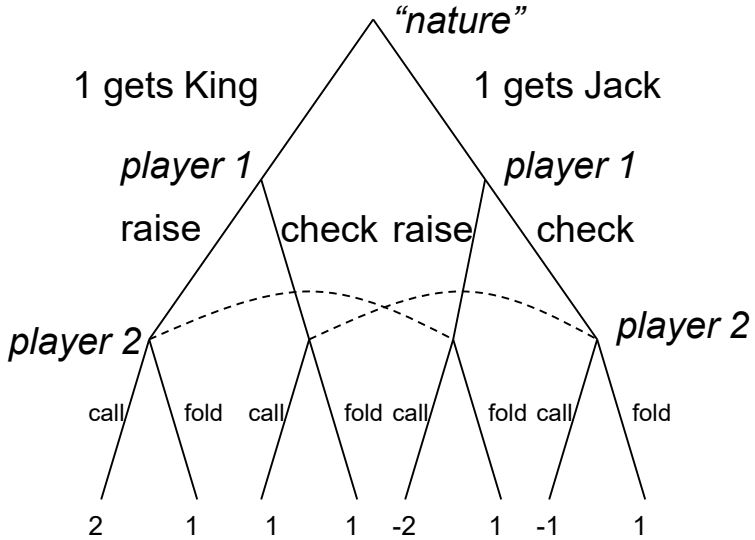 “nature”
1 gets King 1 gets Jack
player 1 player 1
raise check raise check
player 2 player 2
call fold call fold call fold call fold
2 1 1 1 -2 1 -1 1